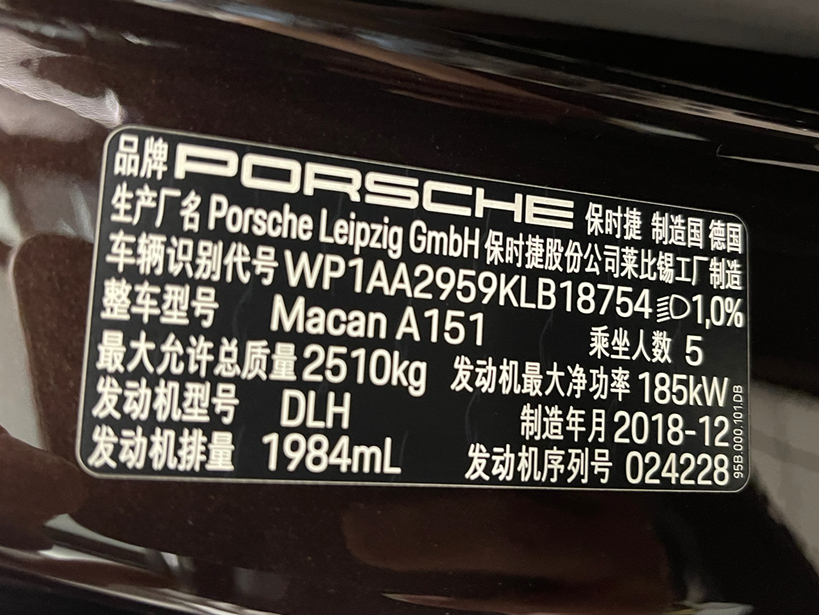 品牌 PORSCHE 保时捷 制造国 德国
生产厂名 Porsche Leipzig GmbH 保时捷股份公司莱比锡工厂制造
车辆识别代号 WP1AA2959KLB18754 1,0%
整车型号 Macan A151 乘坐人数 5
最大允许总质量 2510kg 发动机最大净功率 185kW
发动机型号 DLH 制造年月 2018-12
发动机排量 1984mL 发动机序列号 024228
95B.000.101.DB